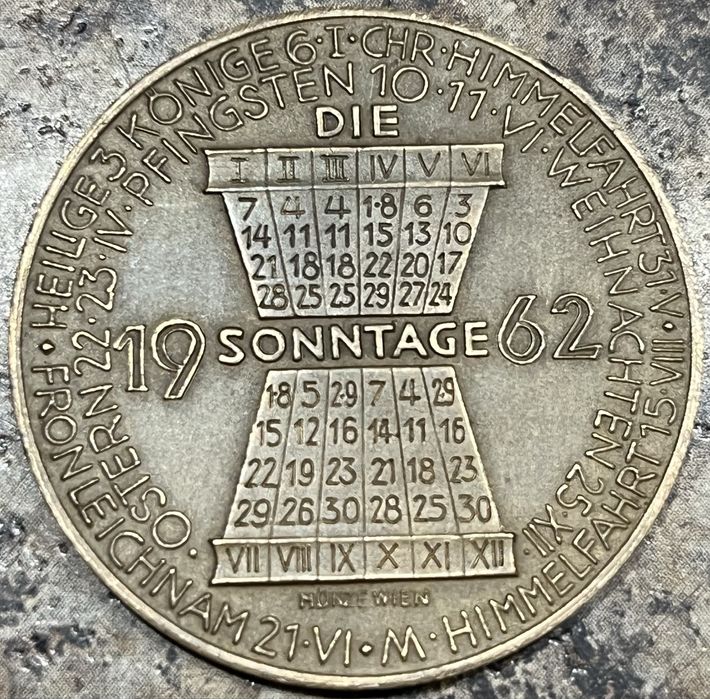 HEILIGE 3 KÖNIGE 6·I·CHR·HIMMELFAHRT 31·V·
FRONLEICHNAM 21·VI·M·HIMMELFAHRT 15·VIII·
OSTERN 22·23·IV·PFINGSTEN 10·11·VI·WEIHNACHTEN 25·XII·
DIE
I II III IV V VI
7 4 4 1·8 6 3
14 11 11 15 13 10
21 18 18 22 20 17
28 25 25 29 27 24
19 SONNTAGE 62
1·8 5 2·9 7 4 2·9
15 12 16 14 11 16
22 19 23 21 18 23
29 26 30 28 25 30
VII VIII IX X XI XII
MÜNZE WIEN